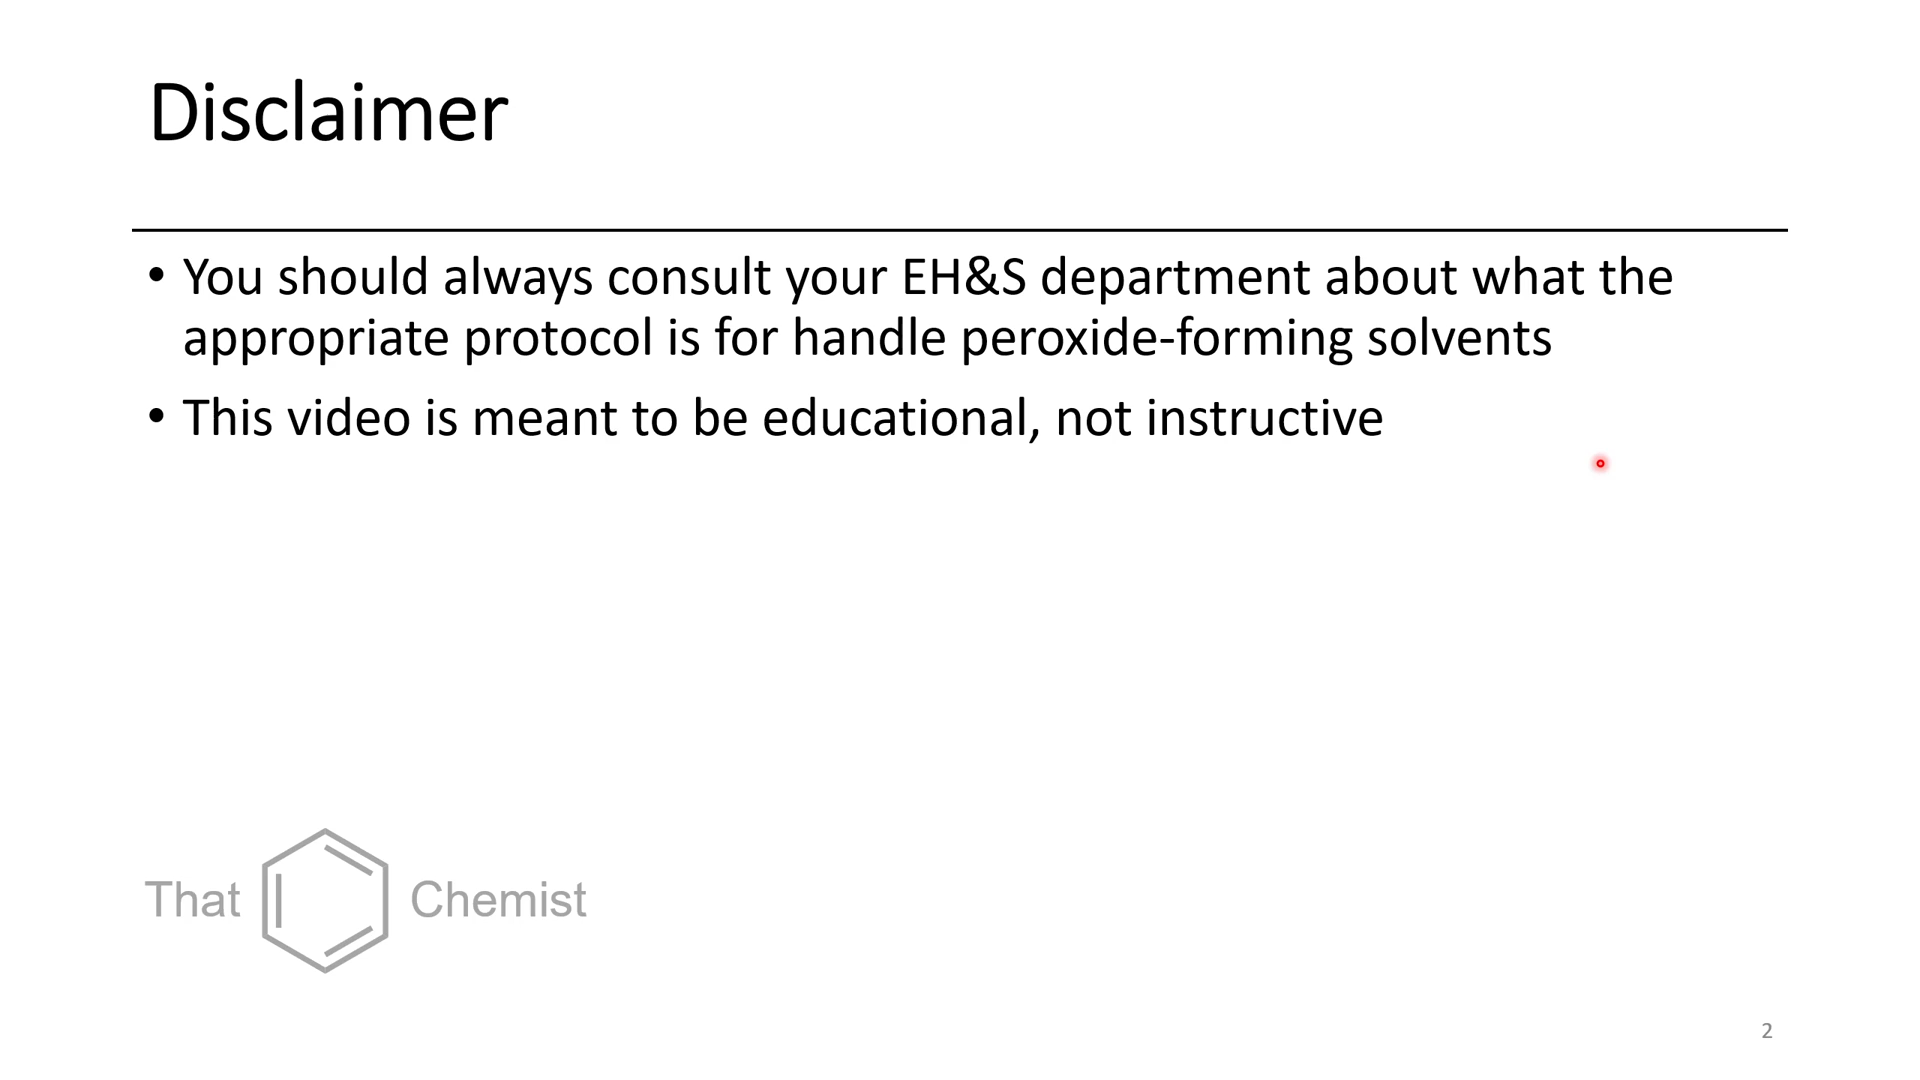 Disclaimer
• You should always consult your EH&S department about what the
appropriate protocol is for handle peroxide-forming solvents
• This video is meant to be educational, not instructive
That Chemist
2